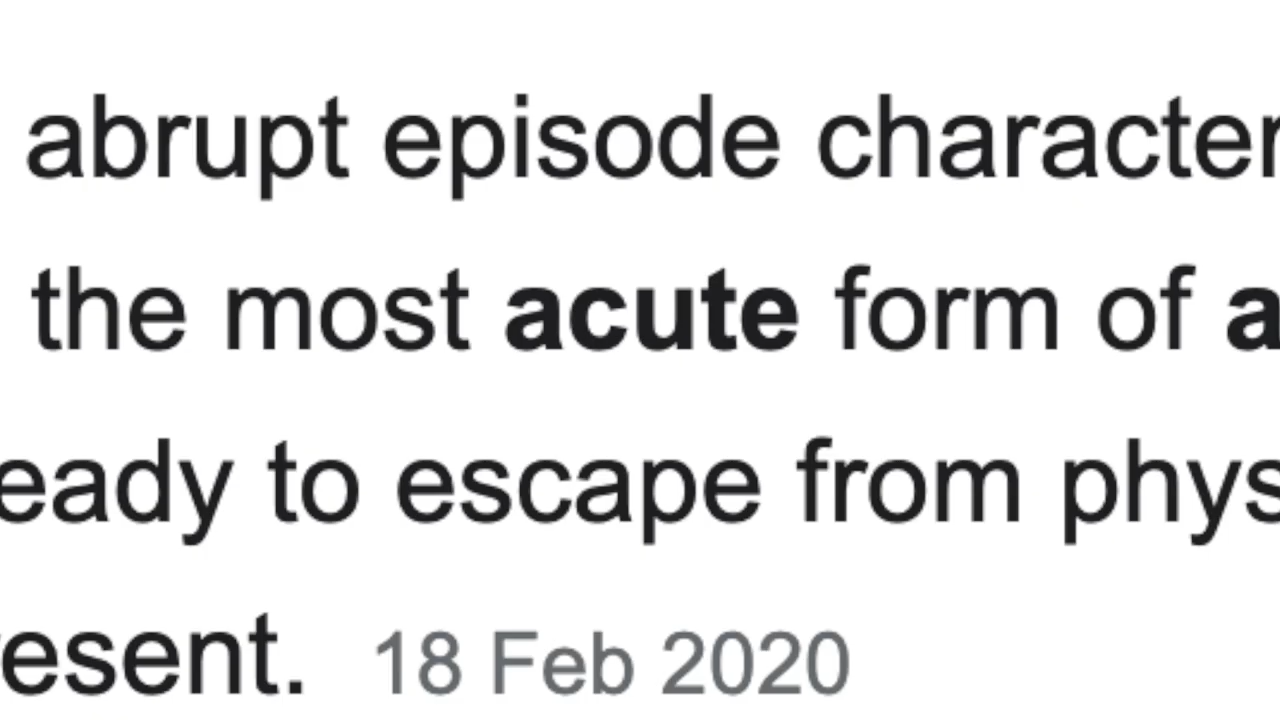 abrupt episode character
the most acute form of a
eady to escape from phys
esent. 18 Feb 2020